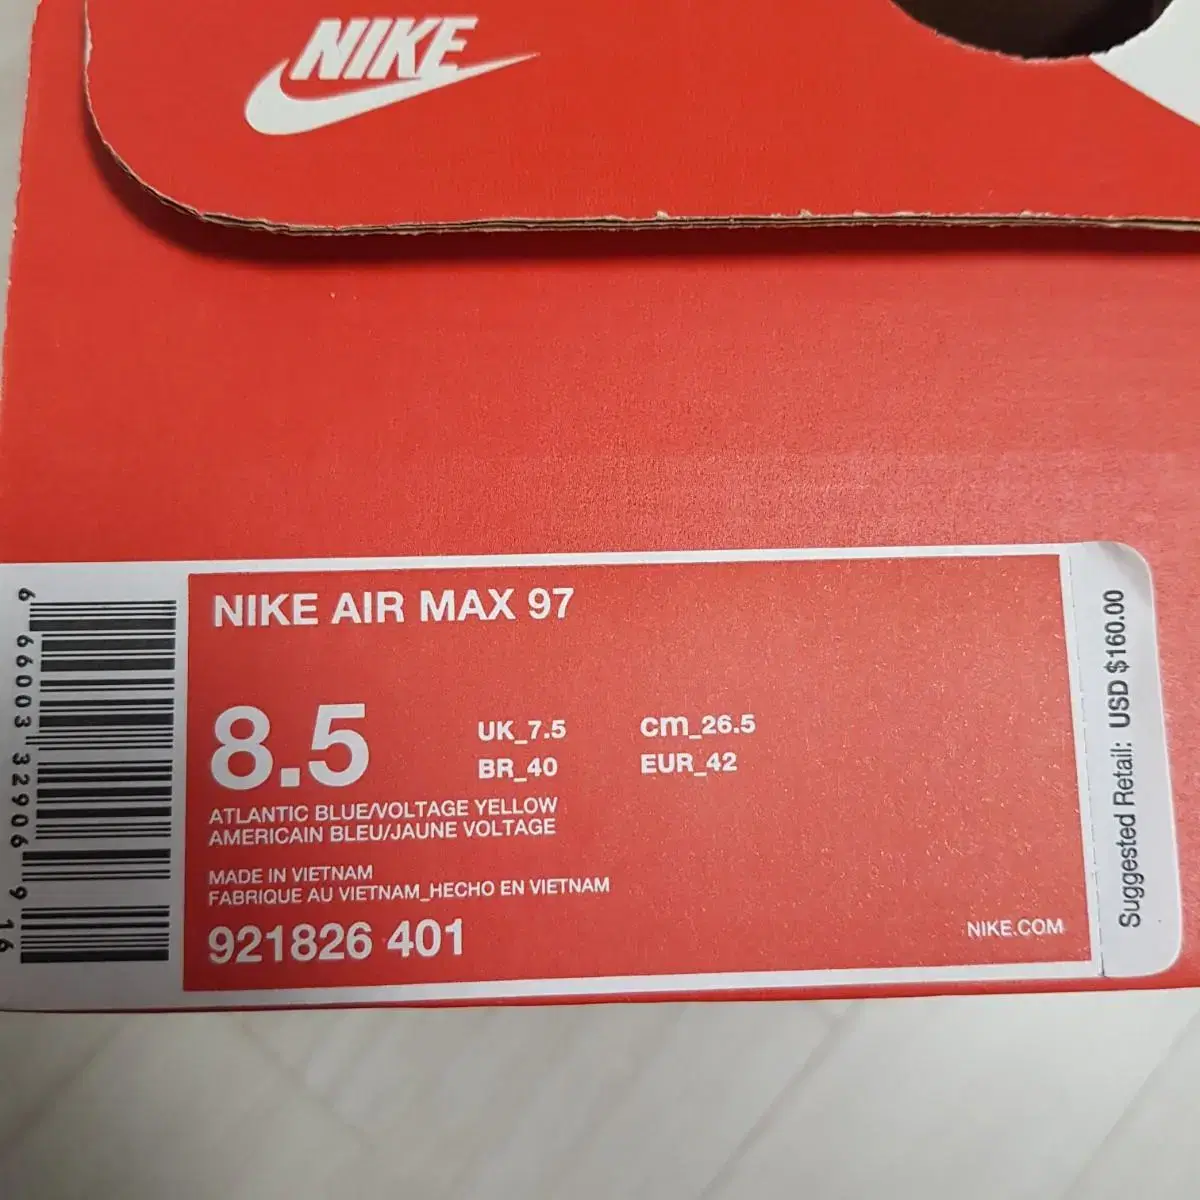 NIKE
NIKE AIR MAX 97
8.5
UK_7.5
cm_26.5
BR_40
EUR_42
ATLANTIC BLUE/VOLTAGE YELLOW
AMERICAIN BLEU/JAUNE VOLTAGE
MADE IN VIETNAM
FABRIQUE AU VIETNAM_HECHO EN VIETNAM
921826 401
NIKE.COM
Suggested Retail: USD $160.00
6 66003 32906 9 16